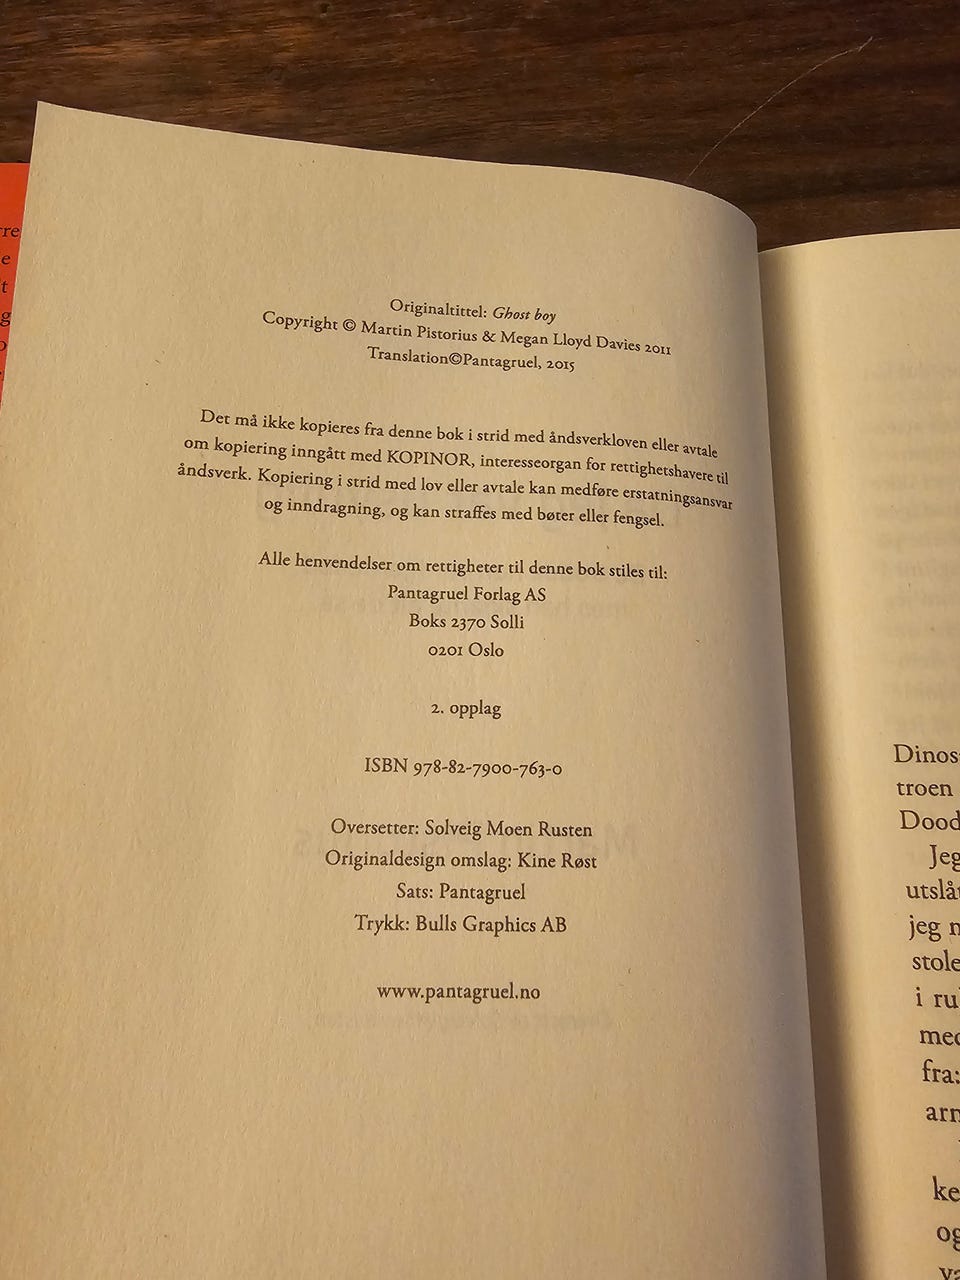 Originaltittel: Ghost boy
Copyright © Martin Pistorius & Megan Lloyd Davies 2011
Translation©Pantagruel, 2015
Det må ikke kopieres fra denne bok i strid med åndsverkloven eller avtale
om kopiering inngått med KOPINOR, interesseorgan for rettighetshavere til
åndsverk. Kopiering i strid med lov eller avtale kan medføre erstatningsansvar
og inndragning, og kan straffes med bøter eller fengsel.
Alle henvendelser om rettigheter til denne bok stiles til:
Pantagruel Forlag AS
Boks 2370 Solli
0201 Oslo
2. opplag
ISBN 978-82-7900-763-0
Oversetter: Solveig Moen Rusten
Originaldesign omslag: Kine Røst
Sats: Pantagruel
Trykk: Bulls Graphics AB
www.pantagruel.no
troen
Jeg
jeg
i